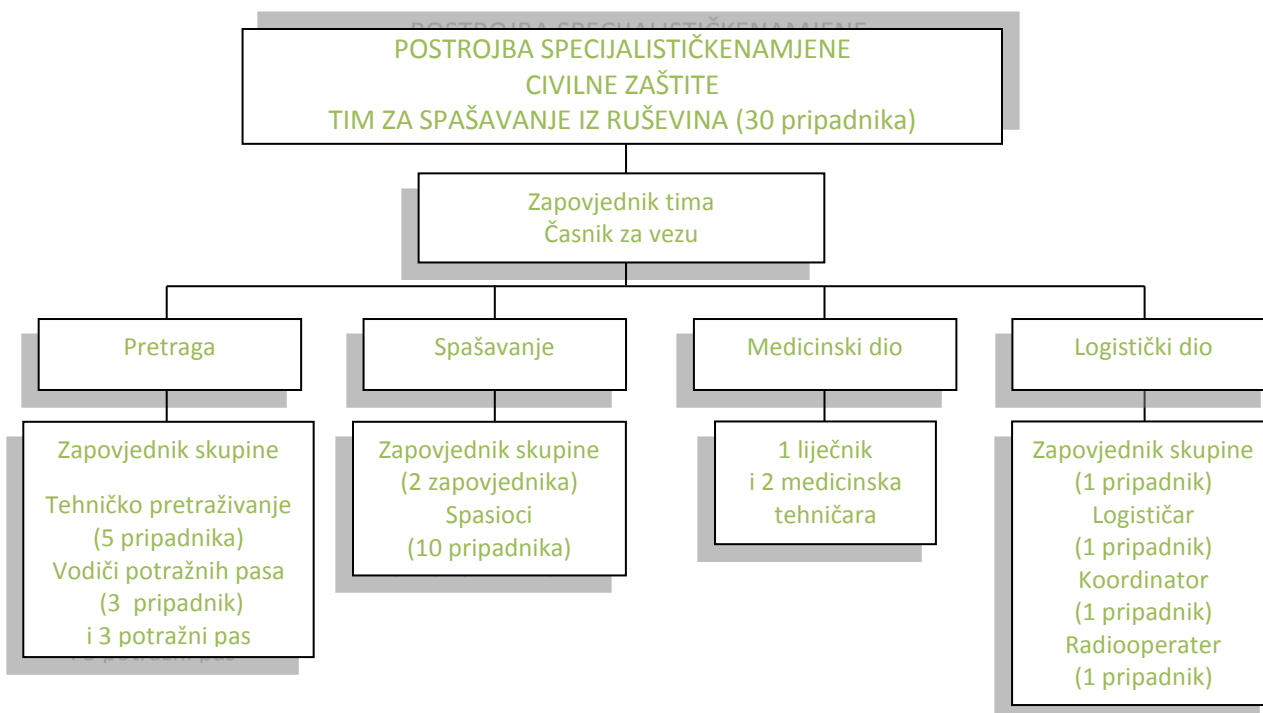 POSTROJBA SPECIJALISTIČKENAMJENE
CIVILNE ZAŠTITE
TIM ZA SPAŠAVANJE IZ RUŠEVINA (30 pripadnika)
Zapovjednik tima
Časnik za vezu
Pretraga
Spašavanje
Medicinski dio
Logistički dio
Zapovjednik skupine
Tehničko pretraživanje
(5 pripadnika)
Vodiči potražnih pasa
(3 pripadnik)
i 3 potražni pas
Zapovjednik skupine
(2 zapovjednika)
Spasioci
(10 pripadnika)
1 liječnik
i 2 medicinska
tehničara
Zapovjednik skupine
(1 pripadnik)
Logističar
(1 pripadnik)
Koordinator
(1 pripadnik)
Radiooperater
(1 pripadnik)